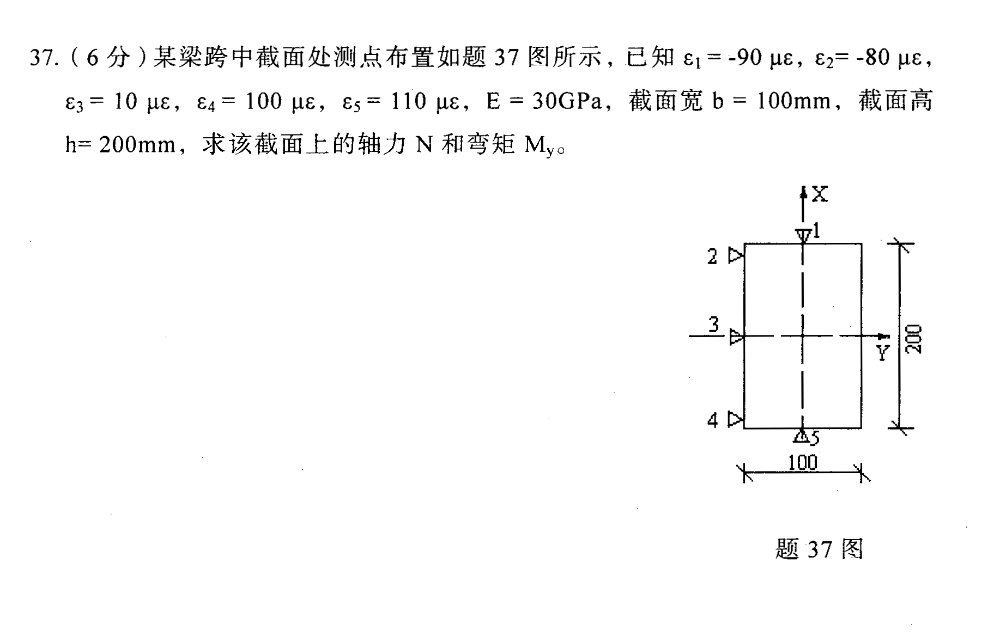 37.（6 分）某梁跨中截面处测点布置如题 37 图所示，已知 ε₁ = -90 με，ε₂= -80 με，
ε₃ = 10 με，ε₄ = 100 με，ε₅ = 110 με，E = 30GPa，截面宽 b = 100mm，截面高
h= 200mm，求该截面上的轴力 N 和弯矩 My。
X
1
2
3
Y
200
4
5
100
题 37 图